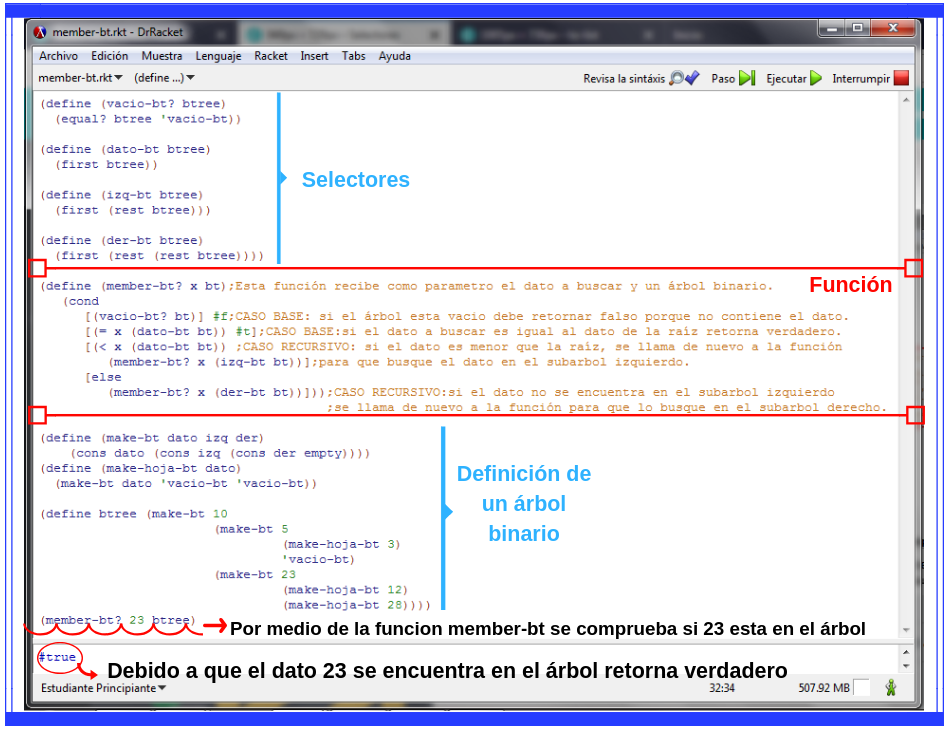 member-bt.rkt - DrRacket
Archivo Edición Muestra Lenguaje Racket Insert Tabs Ayuda
member-bt.rkt (define ...) Revisa la sintáxis Paso Ejecutar Interrumpir
(define (vacio-bt? btree)
(equal? btree 'vacio-bt))
(define (dato-bt btree)
(first btree))
Selectores
(define (izq-bt btree)
(first (rest btree)))
(define (der-bt btree)
(first (rest (rest btree))))
Función
(define (member-bt? x bt);Esta función recibe como parametro el dato a buscar y un árbol binario.
(cond
[(vacio-bt? bt)] #f;CASO BASE: si el árbol esta vacio debe retornar falso porque no contiene el dato.
[(= x (dato-bt bt)) #t];CASO BASE:si el dato a buscar es igual al dato de la raíz retorna verdadero.
[(< x (dato-bt bt)) ;CASO RECURSIVO: si el dato es menor que la raíz, se llama de nuevo a la función
(member-bt? x (izq-bt bt))];para que busque el dato en el subarbol izquierdo.
[else
(member-bt? x (der-bt bt))]));CASO RECURSIVO:si el dato no se encuentra en el subarbol izquierdo
;se llama de nuevo a la función para que lo busque en el subarbol derecho.
(define (make-bt dato izq der)
(cons dato (cons izq (cons der empty))))
(define (make-hoja-bt dato)
(make-bt dato 'vacio-bt 'vacio-bt))
Definición de
un árbol
binario
(define btree (make-bt 10
(make-bt 5
(make-hoja-bt 3)
'vacio-bt)
(make-bt 23
(make-hoja-bt 12)
(make-hoja-bt 28))))
(member-bt? 23 btree)
Por medio de la funcion member-bt se comprueba si 23 esta en el árbol
#true
Debido a que el dato 23 se encuentra en el árbol retorna verdadero
Estudiante Principiante 32:34 507.92 MB